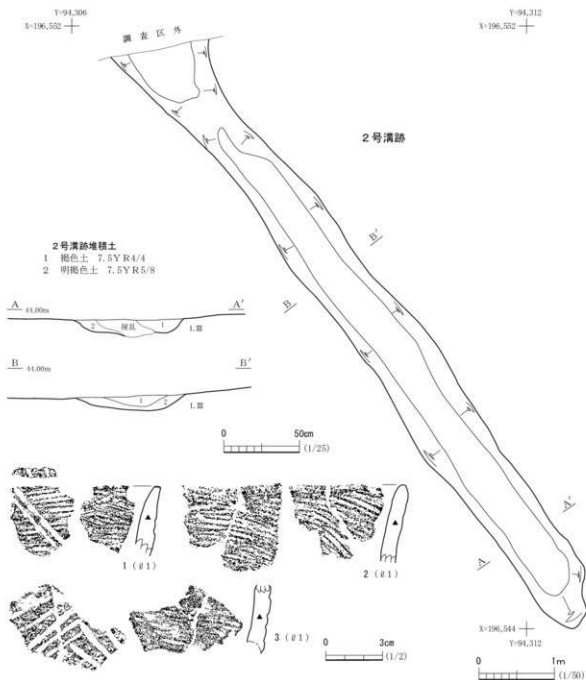 Y=94,306
X=196,552
Y=94,312
X=196,552
調査区外
2号溝跡
2号溝跡堆積土
1 褐色土 7.5YR4/4
2 明褐色土 7.5YR5/8
A 44.00m A'
2 撹乱 1 LⅢ
B 44.00m B'
1 2 LⅢ
B'
B
A'
A
0 50cm
(1/25)
1 (ℓ1)
2 (ℓ1)
3 (ℓ1)
0 3cm
(1/2)
X=196,544
Y=94,312
0 1m
(1/50)